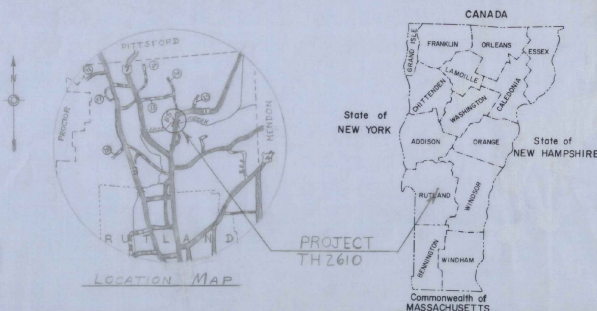 N
PITTSFORD
PROCTOR
MENDON
RUTLAND
PROJECT
TH 2610
LOCATION MAP
CANADA
GRAND ISLE
FRANKLIN
ORLEANS
ESSEX
LAMOILLE
CHITTENDEN
CALEDONIA
WASHINGTON
State of
NEW YORK
ADDISON
ORANGE
State of
NEW HAMPSHIRE
RUTLAND
WINDSOR
BENNINGTON
WINDHAM
Commonwealth of
MASSACHUSETTS